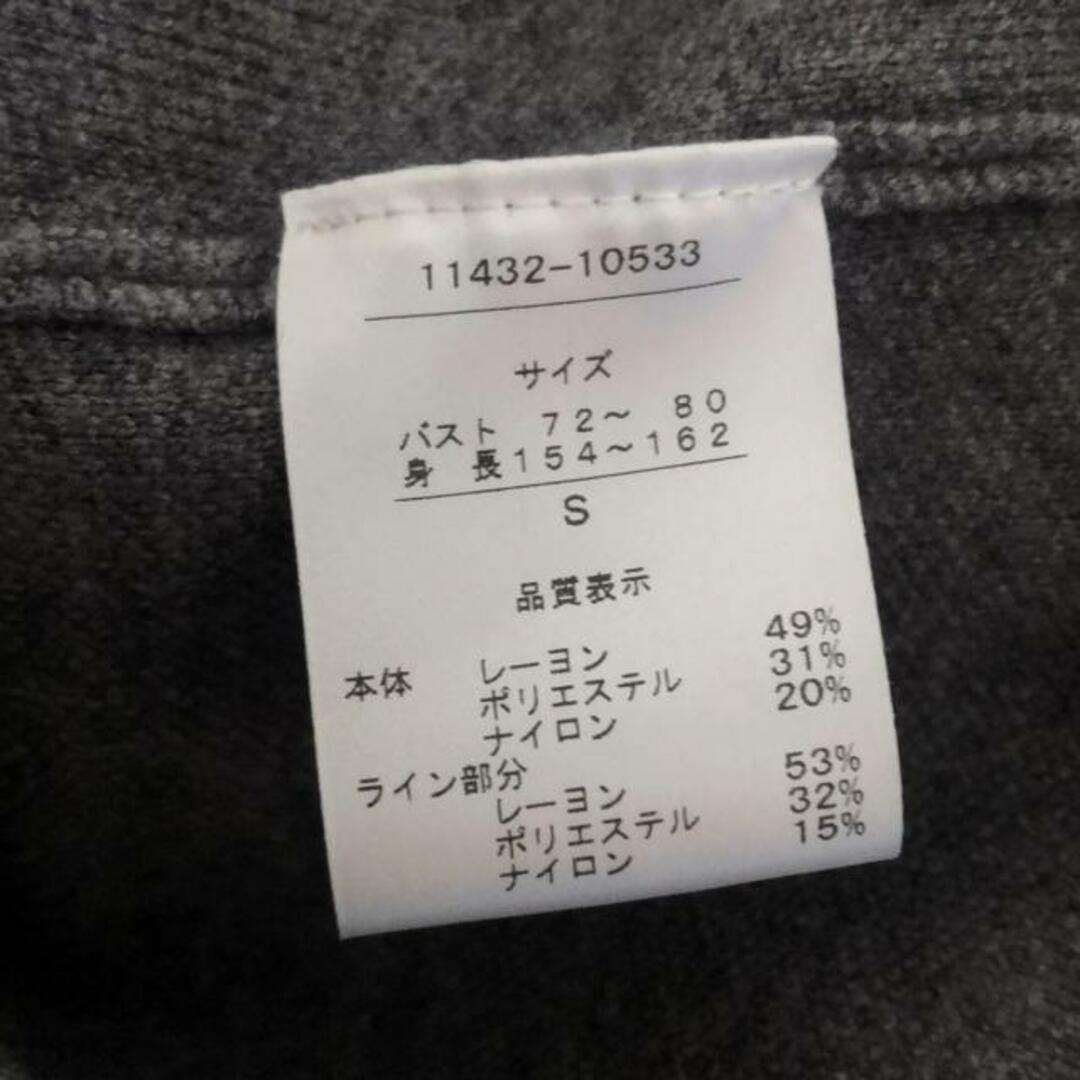 11432-10533
サイズ
バスト 72～ 80
身 長154～162
S
品質表示
本体 レーヨン 49%
ポリエステル 31%
ナイロン 20%
ライン部分
レーヨン 53%
ポリエステル 32%
ナイロン 15%